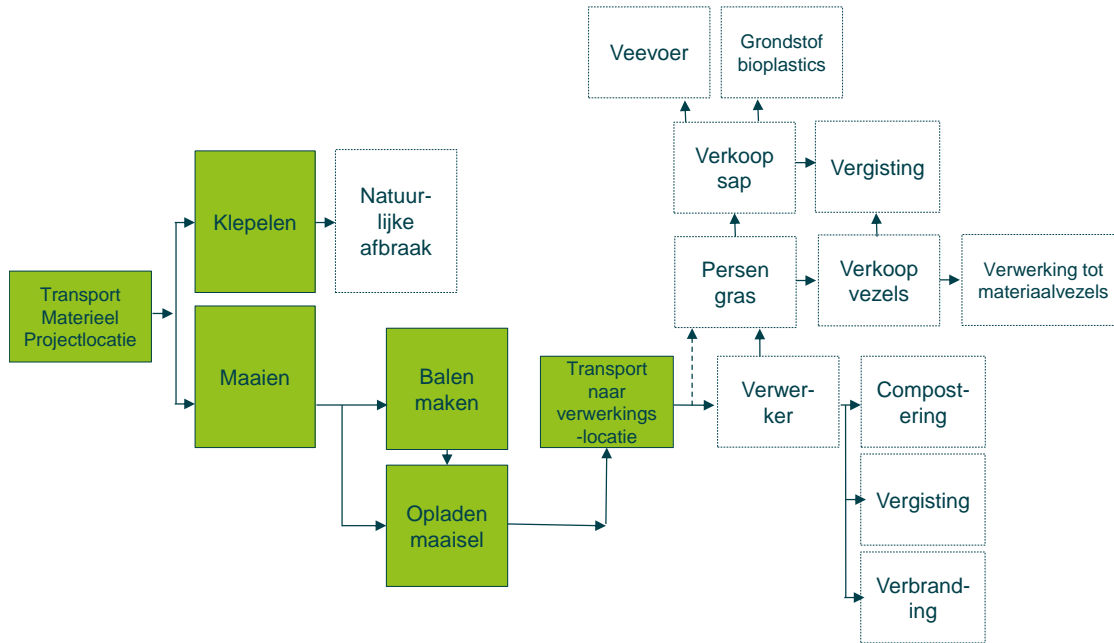 Veevoer
Grondstof
bioplastics
Verkoop
sap
Vergisting
Klepelen
Natuur-
lijke
afbraak
Persen
gras
Verkoop
vezels
Verwerking tot
materiaalvezels
Transport
Materieel
Projectlocatie
Maaien
Balen
maken
Transport
naar
verwerkings
-locatie
Verwer-
ker
Compost-
ering
Opladen
maaisel
Vergisting
Verbrand-
ing